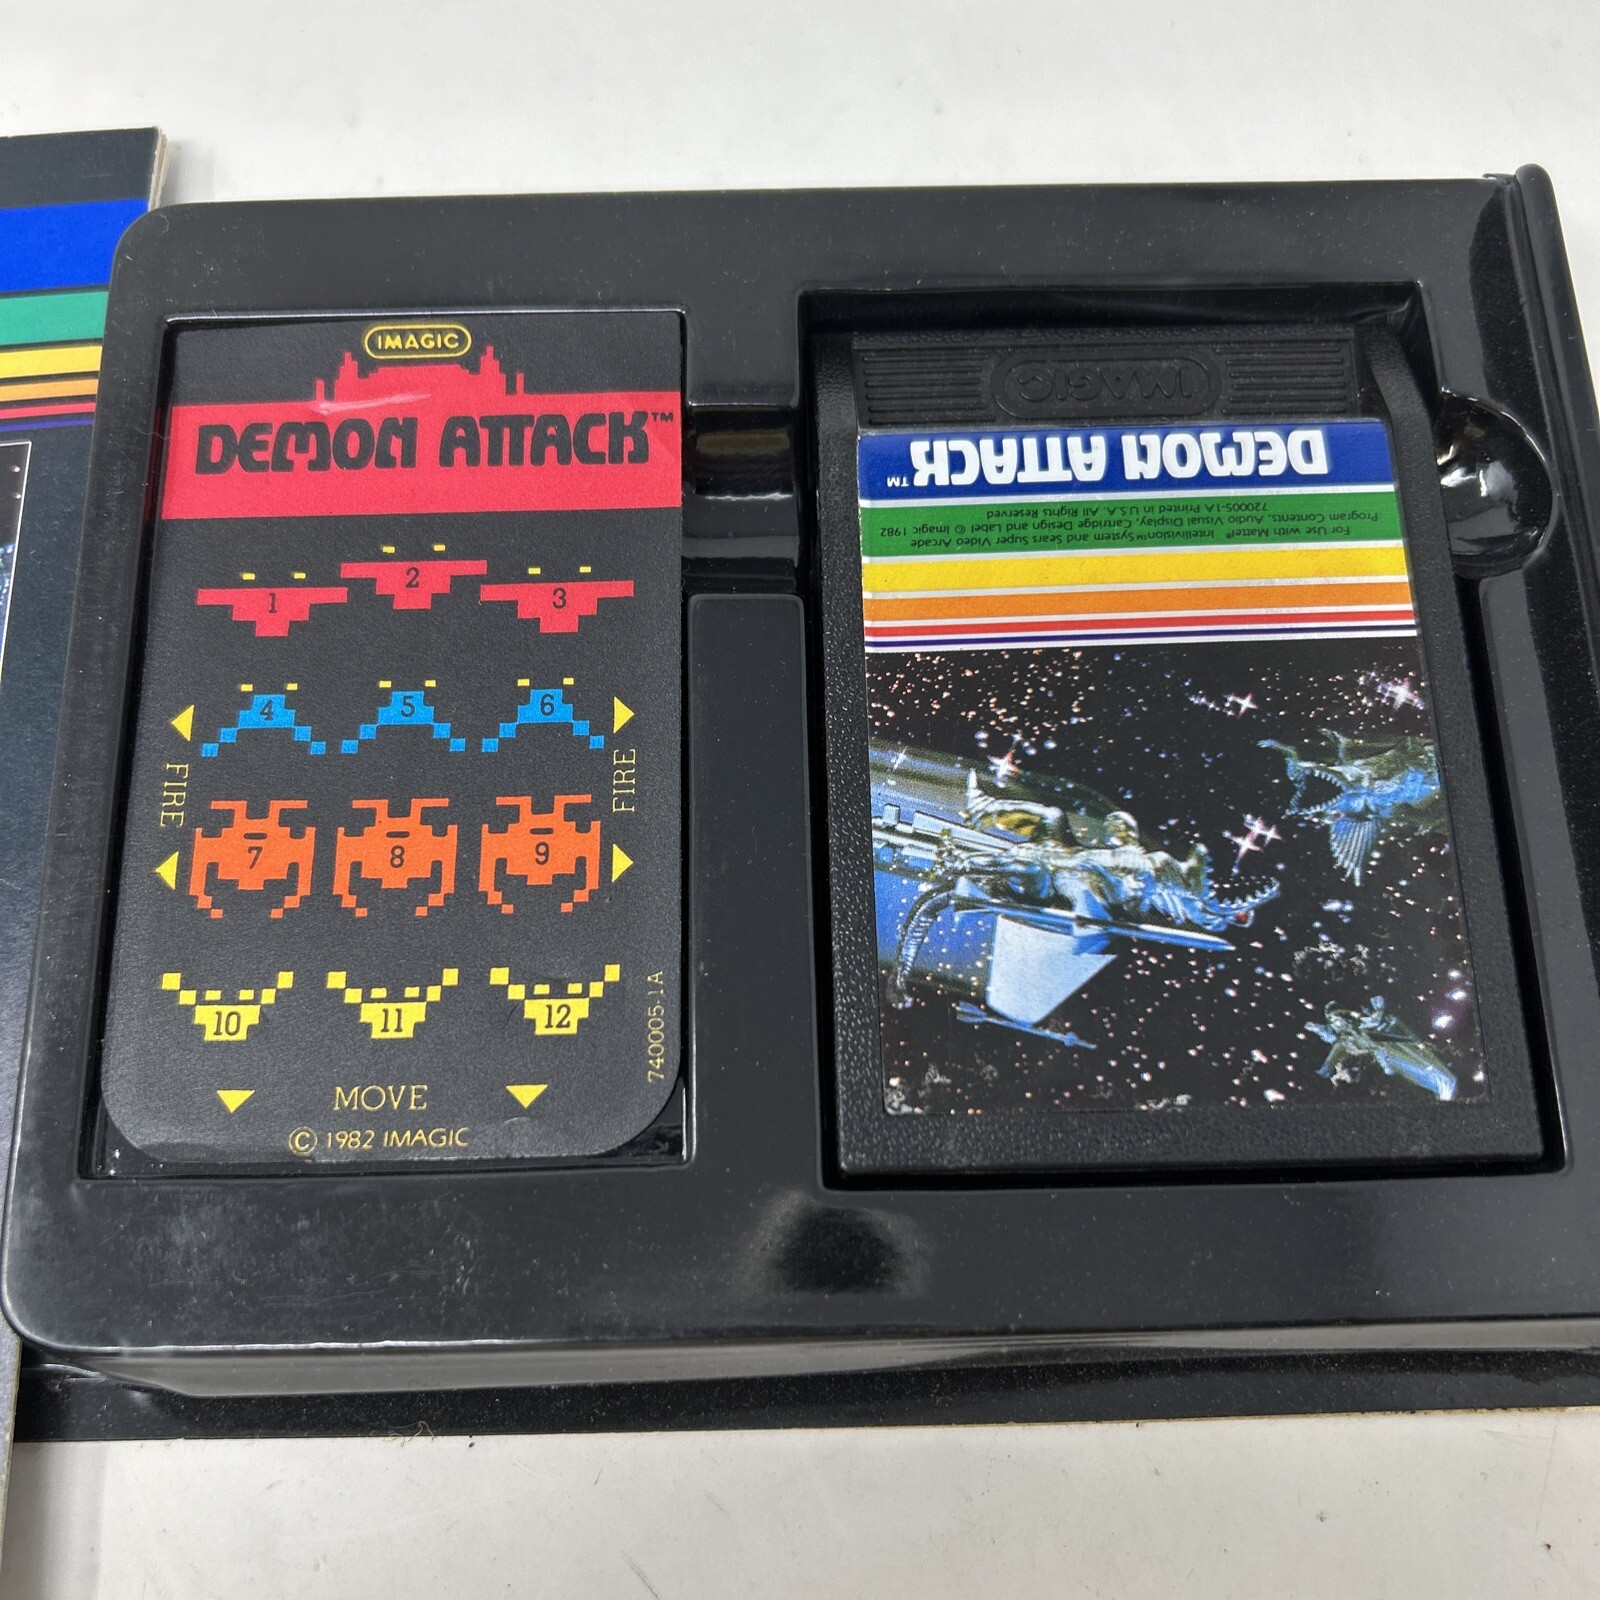 IMAGIC
DEMON ATTACK™
1 2 3
4 5 6
FIRE FIRE
7 8 9
10 11 12
740005-1A
MOVE
© 1982 IMAGIC
IMAGIC
DEMON ATTACK™
For Use with Mattel® Intellivision™ System and Sears Super Video Arcade
Program Contents, Audio Visual Display, Cartridge Design and Label © Imagic 1982
720005-1A Printed in U.S.A. All Rights Reserved